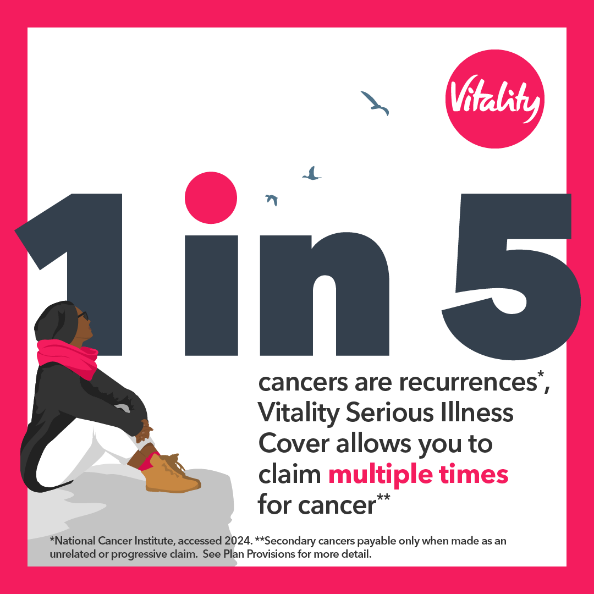 Vitality
1 in 5
cancers are recurrences*,
Vitality Serious Illness
Cover allows you to
claim multiple times
for cancer**
*National Cancer Institute, accessed 2024. **Secondary cancers payable only when made as an
unrelated or progressive claim.  See Plan Provisions for more detail.